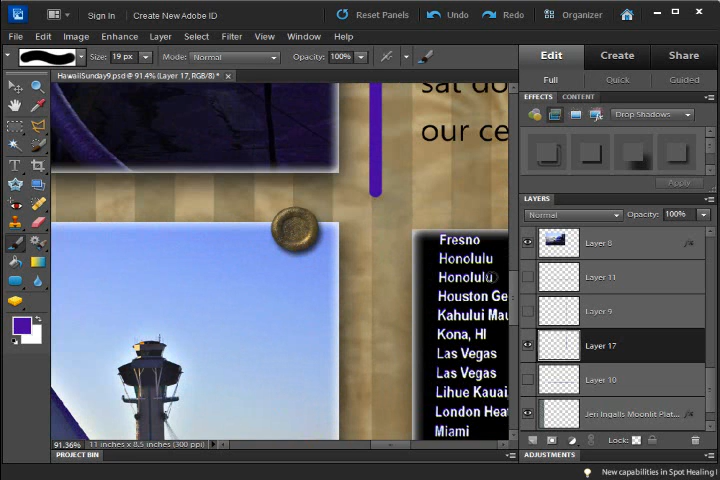 Sign In Create New Adobe ID Reset Panels Undo Redo Organizer
File Edit Image Enhance Layer Select Filter View Window Help
Size: 19 px Mode: Normal Opacity: 100% Edit Create Share
HawaiiSunday9.psd @ 91.4% (Layer 17, RGB/8) * × Full Quick Guided
EFFECTS CONTENT
Drop Shadows
sat do
our ce
Apply
LAYERS
Normal Opacity: 100%
Fresno
Honolulu
Honolulu
Houston Ge
Kahului Mau
Kona, HI
Las Vegas
Las Vegas
Lihue Kauai
London Heat
Miami
Layer 8 fx
Layer 11
Layer 9
Layer 17
Layer 10
Jen Ingalls Moonlit Plat... fx
Lock:
91.36% 11 inches x 8.5 inches (300 ppi)
PROJECT BIN ADJUSTMENTS
New capabilities in Spot Healing